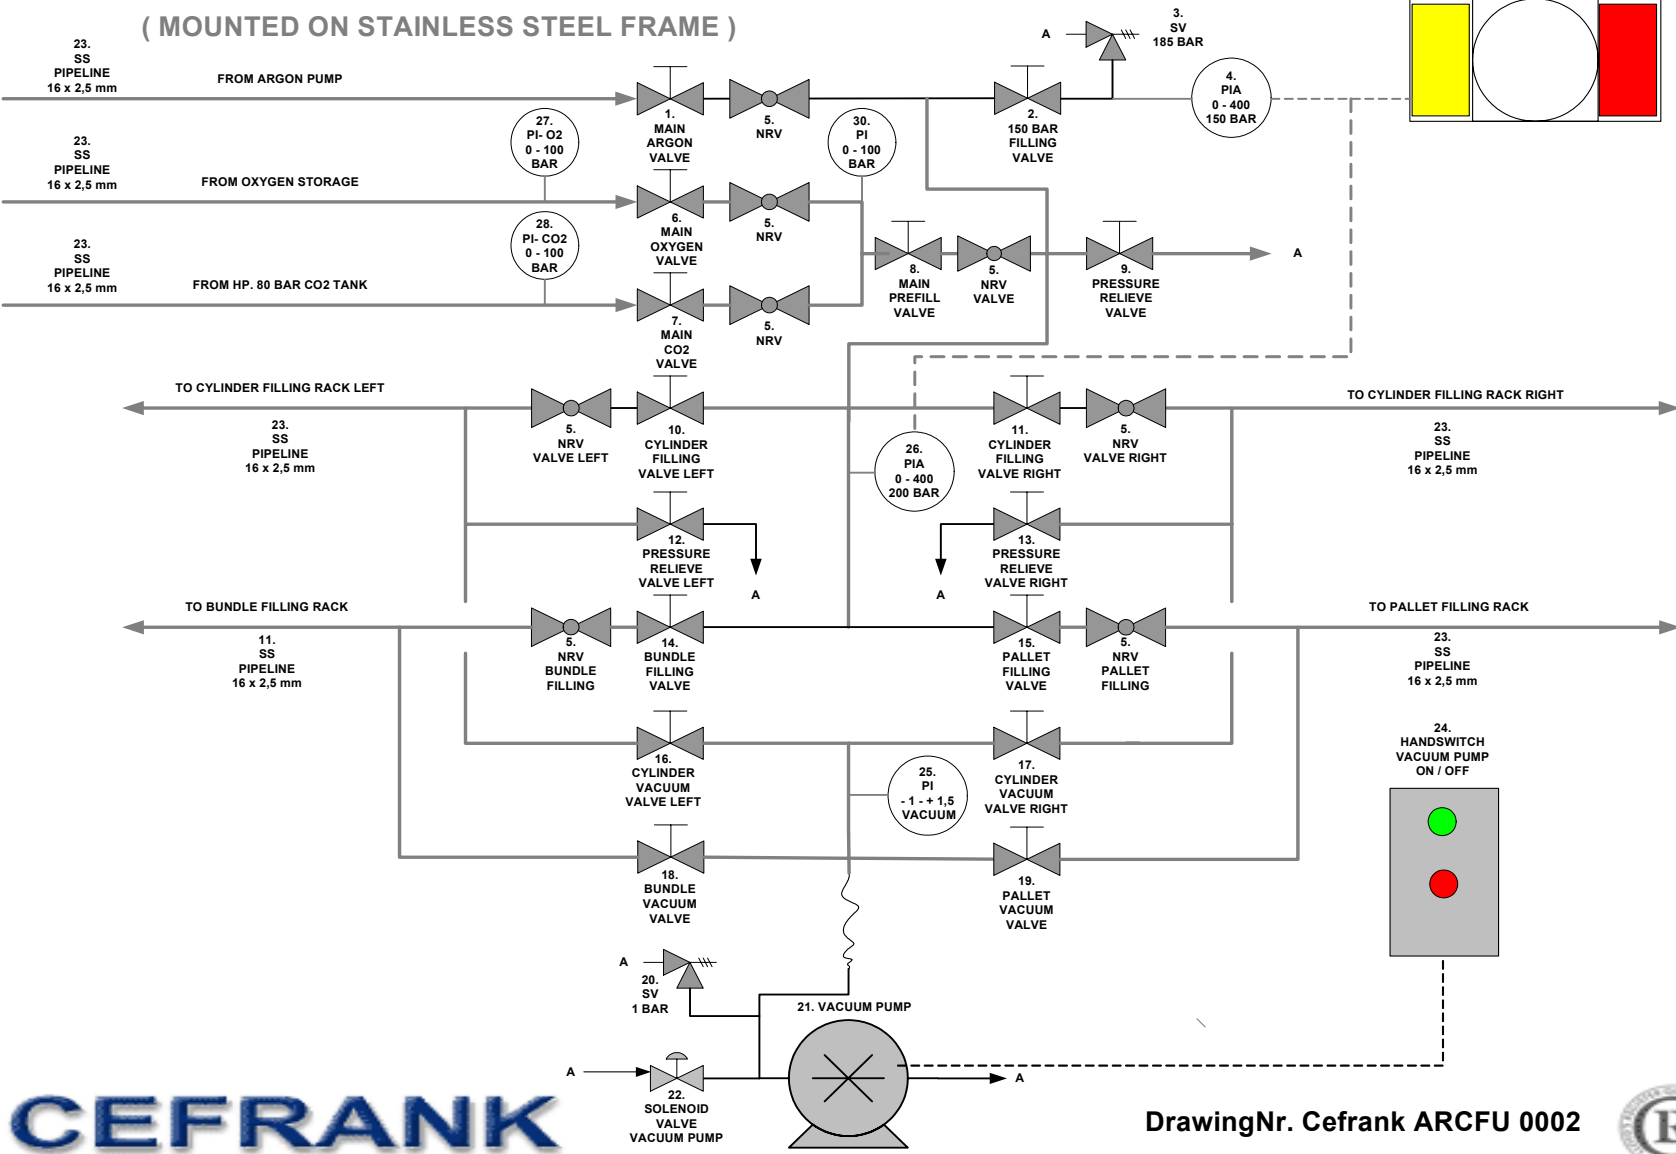 ( MOUNTED ON STAINLESS STEEL FRAME )
3.
SV
185 BAR
A
23.
SS
PIPELINE
16 x 2,5 mm
FROM ARGON PUMP
4.
PIA
0 - 400
150 BAR
1.
MAIN
ARGON
VALVE
5.
NRV
2.
150 BAR
FILLING
VALVE
27.
PI- O2
0 - 100
BAR
30.
PI
0 - 100
BAR
23.
SS
PIPELINE
16 x 2,5 mm
FROM OXYGEN STORAGE
6.
MAIN
OXYGEN
VALVE
5.
NRV
28.
PI- CO2
0 - 100
BAR
23.
SS
PIPELINE
16 x 2,5 mm
FROM HP. 80 BAR CO2 TANK
8.
MAIN
PREFILL
VALVE
5.
NRV
VALVE
9.
PRESSURE
RELIEVE
VALVE
A
7.
MAIN
CO2
VALVE
5.
NRV
TO CYLINDER FILLING RACK LEFT
23.
SS
PIPELINE
16 x 2,5 mm
5.
NRV
VALVE LEFT
10.
CYLINDER
FILLING
VALVE LEFT
26.
PIA
0 - 400
200 BAR
11.
CYLINDER
FILLING
VALVE RIGHT
5.
NRV
VALVE RIGHT
TO CYLINDER FILLING RACK RIGHT
23.
SS
PIPELINE
16 x 2,5 mm
12.
PRESSURE
RELIEVE
VALVE LEFT
A
A
13.
PRESSURE
RELIEVE
VALVE RIGHT
TO BUNDLE FILLING RACK
11.
SS
PIPELINE
16 x 2,5 mm
5.
NRV
BUNDLE
FILLING
14.
BUNDLE
FILLING
VALVE
15.
PALLET
FILLING
VALVE
5.
NRV
PALLET
FILLING
TO PALLET FILLING RACK
23.
SS
PIPELINE
16 x 2,5 mm
16.
CYLINDER
VACUUM
VALVE LEFT
25.
PI
- 1 - + 1,5
VACUUM
17.
CYLINDER
VACUUM
VALVE RIGHT
24.
HANDSWITCH
VACUUM PUMP
ON / OFF
18.
BUNDLE
VACUUM
VALVE
19.
PALLET
VACUUM
VALVE
A
20.
SV
1 BAR
21. VACUUM PUMP
A
22.
SOLENOID
VALVE
VACUUM PUMP
A
CEFRANK
DrawingNr. Cefrank ARCFU 0002